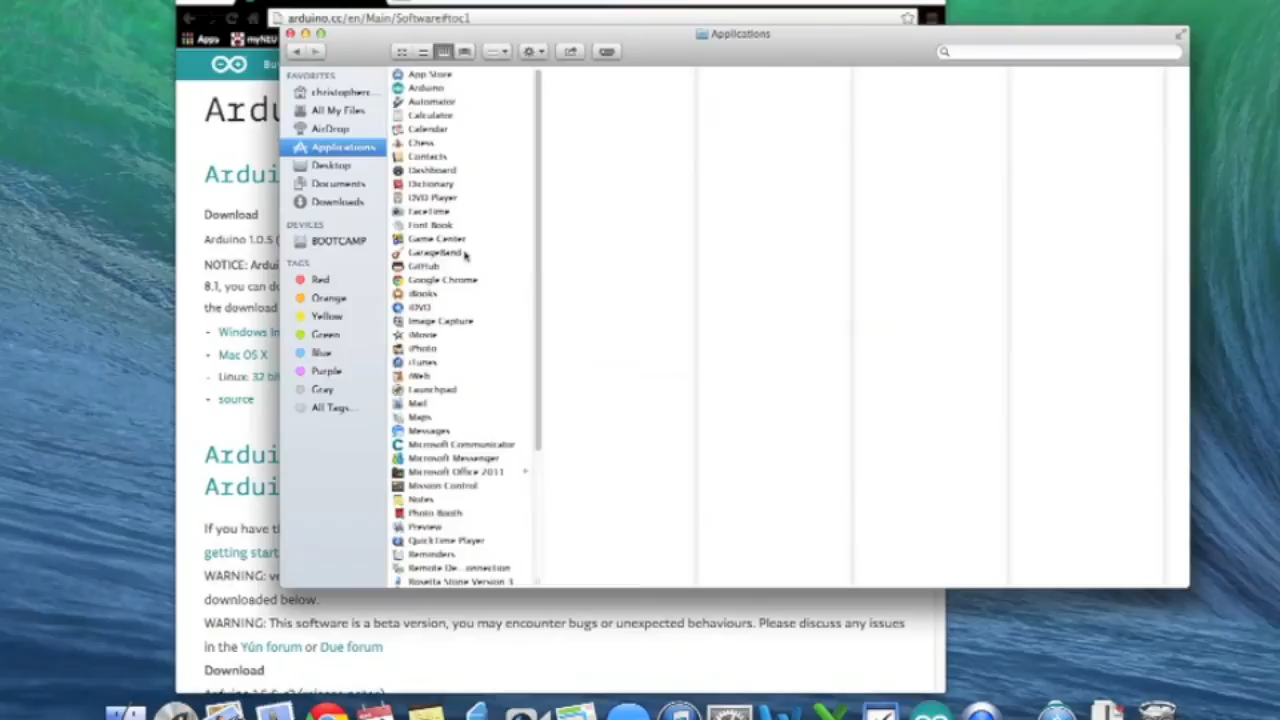 arduino.cc/en/Main/Software#toc1
Apps
myNEU
Applications
FAVORITES
christopherc...
All My Files
AirDrop
Applications
Desktop
Documents
Downloads
DEVICES
BOOTCAMP
TAGS
Red
Orange
Yellow
Green
Blue
Purple
Gray
All Tags...
App Store
Arduino
Automator
Calculator
Calendar
Chess
Contacts
Dashboard
Dictionary
DVD Player
FaceTime
Font Book
Game Center
GarageBand
GitHub
Google Chrome
iBooks
iDVD
Image Capture
iMovie
iPhoto
iTunes
iWeb
Launchpad
Mail
Maps
Messages
Microsoft Communicator
Microsoft Messenger
Microsoft Office 2011
Mission Control
Notes
Photo Booth
Preview
QuickTime Player
Reminders
Remote De...onnection
Rosetta Stone Version 3
Bu
Ardu
Ardui
Download
Arduino 1.0.5 (
NOTICE: Ardui
8.1, you can d
the download
- Windows In
- Mac OS X
- Linux: 32 bi
- source
Ardui
Ardui
If you have t
getting start
WARNING: ve
downloaded below.
WARNING: This software is a beta version, you may encounter bugs or unexpected behaviours. Please discuss any issues
in the Yún forum or Due forum
Download